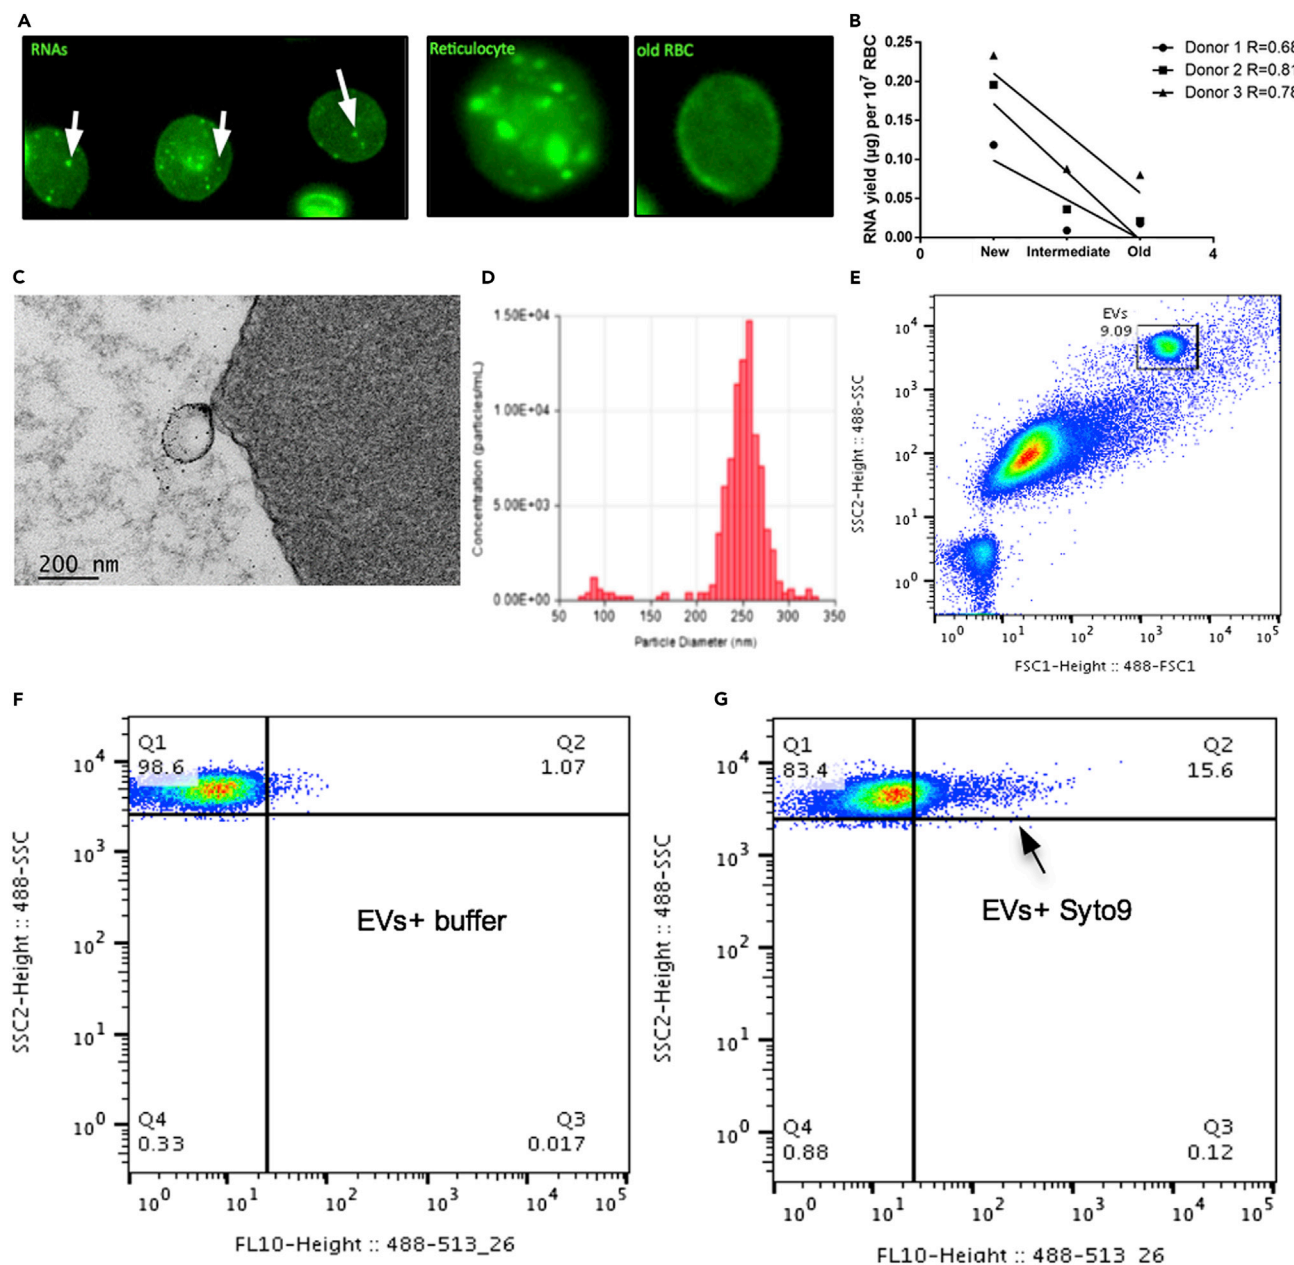 A
RNAs
Reticulocyte
old RBC
B
RNA yield (µg) per 10⁷ RBC
0.25
0.20
0.15
0.10
0.05
0.00
0
New
Intermediate
Old
4
Donor 1 R=0.68
Donor 2 R=0.81
Donor 3 R=0.78
C
200 nm
D
Concentration (particles/mL)
1.50E+04
1.00E+04
5.00E+03
0.00E+00
50 100 150 200 250 300 350
Particle Diameter (nm)
E
SSC2-Height :: 488-SSC
10⁴
10³
10²
10¹
10⁰
EVs
9.09
10⁰ 10¹ 10² 10³ 10⁴ 10⁵
FSC1-Height :: 488-FSC1
F
SSC2-Height :: 488-SSC
10⁴
10³
10²
10¹
10⁰
Q1
98.6
Q2
1.07
EVs+ buffer
Q4
0.33
Q3
0.017
10⁰ 10¹ 10² 10³ 10⁴ 10⁵
FL10-Height :: 488-513_26
G
SSC2-Height :: 488-SSC
10⁴
10³
10²
10¹
10⁰
Q1
83.4
Q2
15.6
EVs+ Syto9
Q4
0.88
Q3
0.12
10⁰ 10¹ 10² 10³ 10⁴ 10⁵
FL10-Height :: 488-513_26